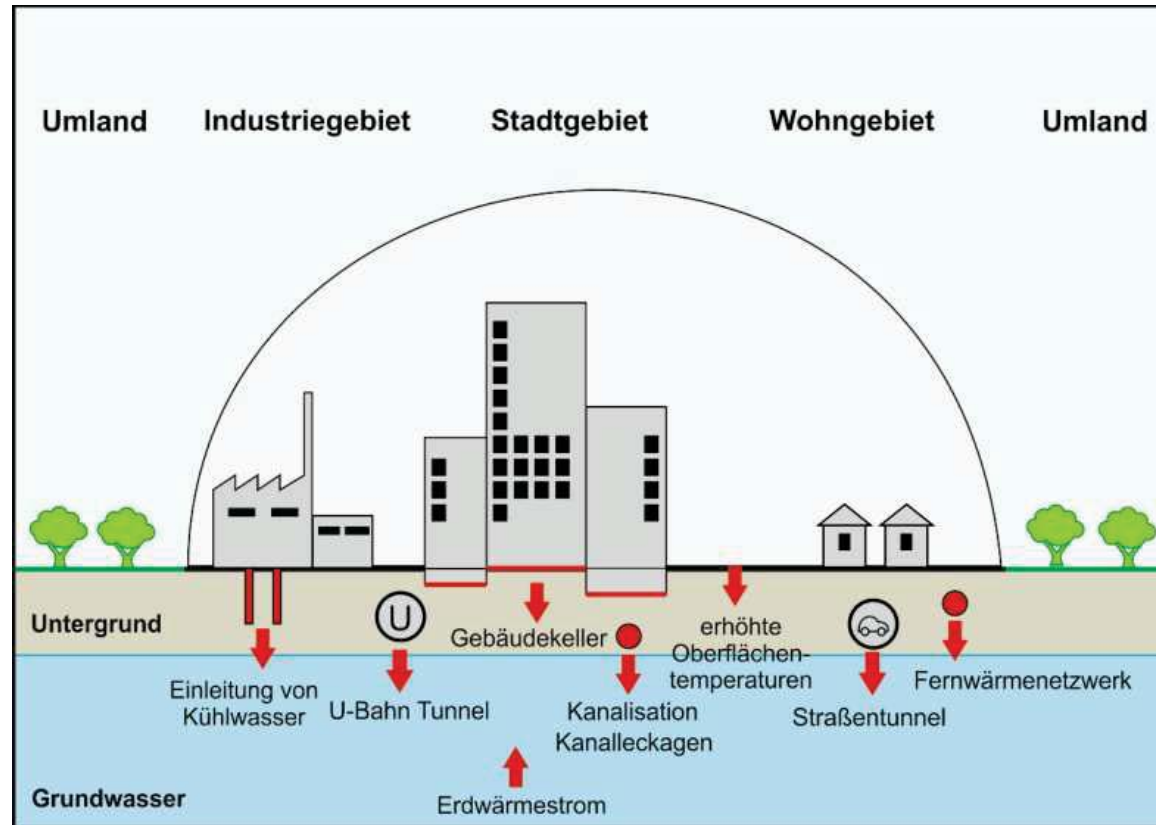 Umland
Industriegebiet
Stadtgebiet
Wohngebiet
Umland
Untergrund
U
Gebäudekeller
erhöhte
Oberflächen-
temperaturen
Einleitung von
Kühlwasser
U-Bahn Tunnel
Kanalisation
Kanalleckagen
Straßentunnel
Fernwärmenetzwerk
Grundwasser
Erdwärmestrom